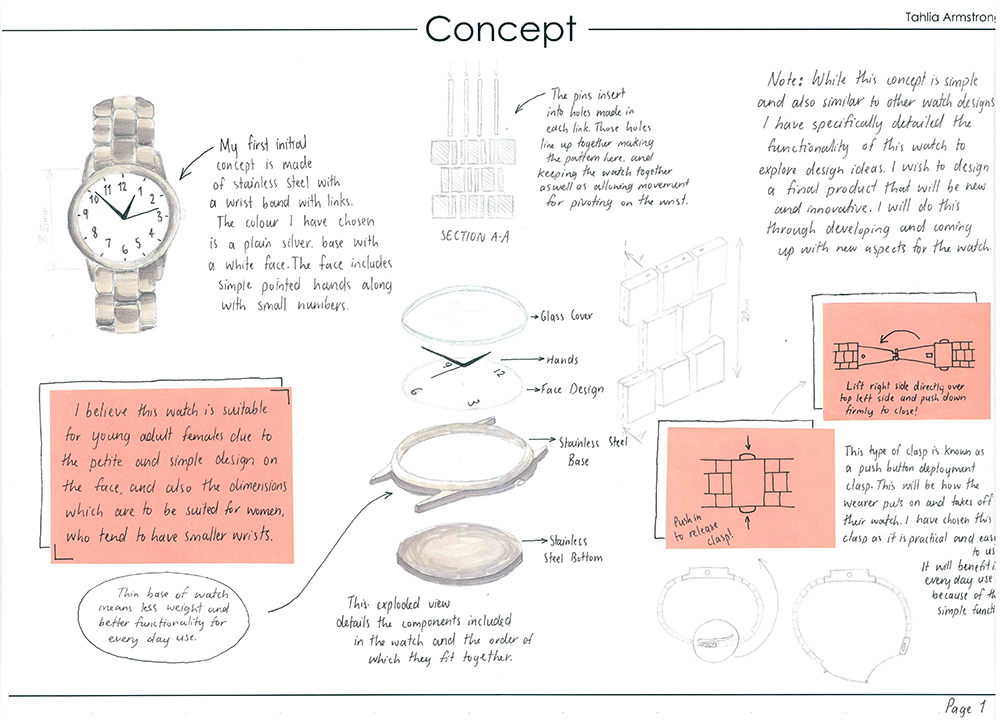 Concept
Tahlia Armstrong
11 12 1
10 2
9 3
8 4
7 6 5
My first initial
concept is made
of stainless steel with
a wrist band with links.
The colour I have chosen
is a plain silver. base with
a white face. The face includes
simple pointed hands along
with small numbers.
The pins insert
into holes made in
each link. Those holes
line up together making
the pattern here, and
keeping the watch together
aswell as allowing movement
for pivoting on the wrist.
SECTION A-A
Note: While this concept is simple
and also similar to other watch designs
I have specifically detailed the
functionality of this watch to
explore design ideas. I wish to design
a final product that will be new
and innovative. I will do this
through developing and coming
up with new aspects for the watch.
Glass Cover
Hands
Face Design
9 12
6 3
Stainless Steel
Base
Stainless
Steel Bottom
This exploded view
details the components included
in the watch and the order of
which they fit together.
I believe this watch is suitable
for young adult females due to
the petite and simple design on
the face, and also the dimensions
which are to be suited for women,
who tend to have smaller wrists.
Thin base of watch
means less weight and
better functionality for
every day use.
Lift right side directly over
top left side and push down
firmly to close!
Push in
to release
clasp!
This type of clasp is known as
a push button deployment
clasp. This will be how the
wearer puts on and takes off
their watch. I have chosen this
clasp as it is practical and easy
to us
It will benefit i
every day use
because of th
simple functi
Page 1